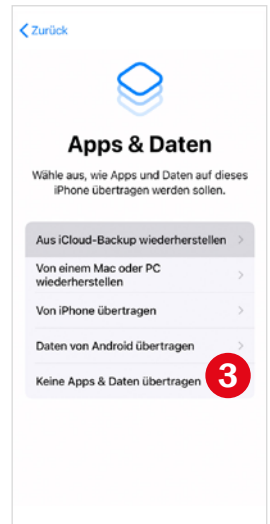 Zurück
Apps & Daten
Wähle aus, wie Apps und Daten auf dieses
iPhone übertragen werden sollen.
Aus iCloud-Backup wiederherstellen
Von einem Mac oder PC
wiederherstellen
Von iPhone übertragen
Daten von Android übertragen
Keine Apps & Daten übertragen
3